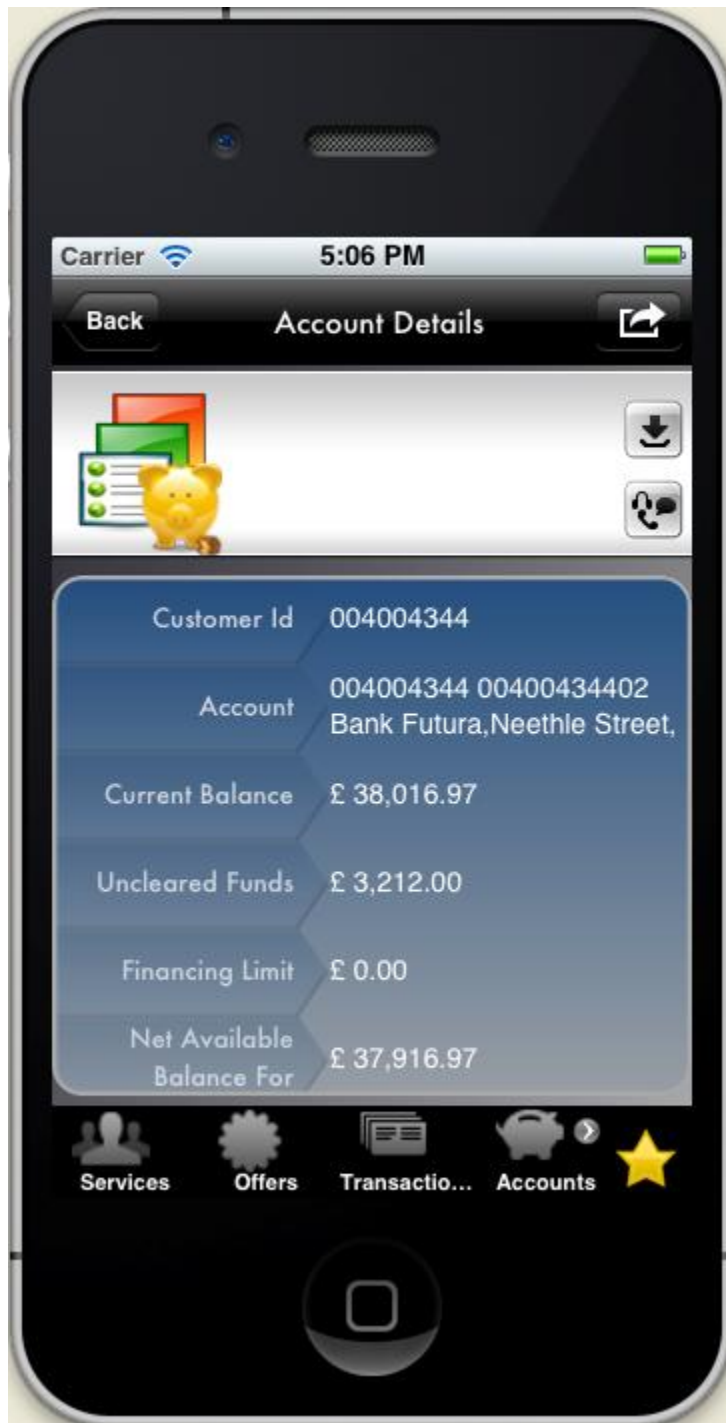 Carrier 5:06 PM
Back Account Details
Customer Id 004004344
Account 004004344 00400434402
Bank Futura,Neethle Street,
Current Balance £ 38,016.97
Uncleared Funds £ 3,212.00
Financing Limit £ 0.00
Net Available
Balance For £ 37,916.97
Services Offers Transactio... Accounts